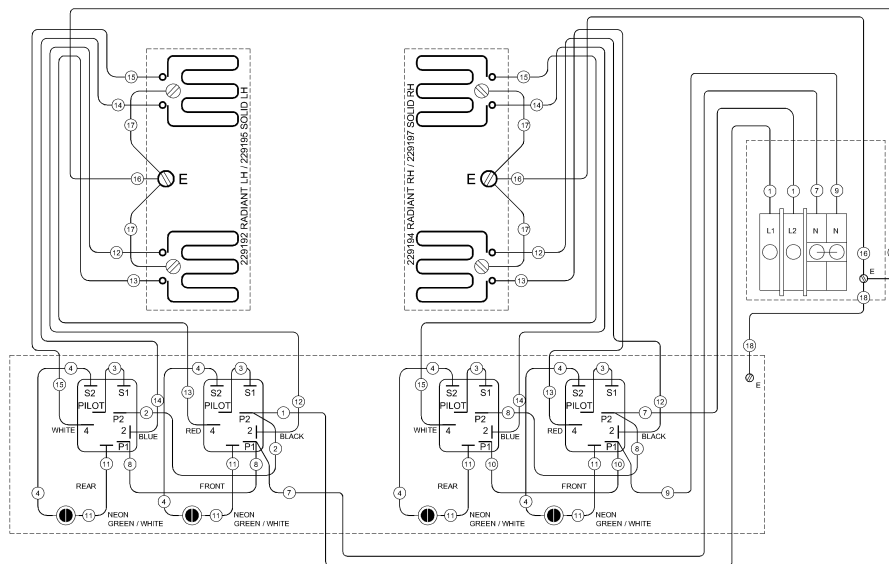 15
14
17
16
E
17
12
13
229192 RADIANT LH / 229195 SOLID LH
15
14
17
16
E
17
12
13
229194 RADIANT RH / 229197 SOLID RH
1
1
7
9
L1
L2
N
N
16
E
18
18
E
4
3
4
3
4
3
4
3
15
S2
S1
14
13
S2
S1
12
15
S2
S1
14
13
S2
S1
12
PILOT
PILOT
PILOT
PILOT
P2
2
P2
1
P2
8
P2
7
WHITE
4
2
BLUE
RED
4
2
BLACK
WHITE
4
2
BLUE
RED
4
2
BLACK
P1
P1
2
P1
P1
8
11
8
11
8
11
10
11
10
REAR
FRONT
7
REAR
FRONT
9
4
11
4
11
4
11
4
11
NEON
GREEN / WHITE
NEON
GREEN / WHITE
NEON
GREEN / WHITE
NEON
GREEN / WHITE